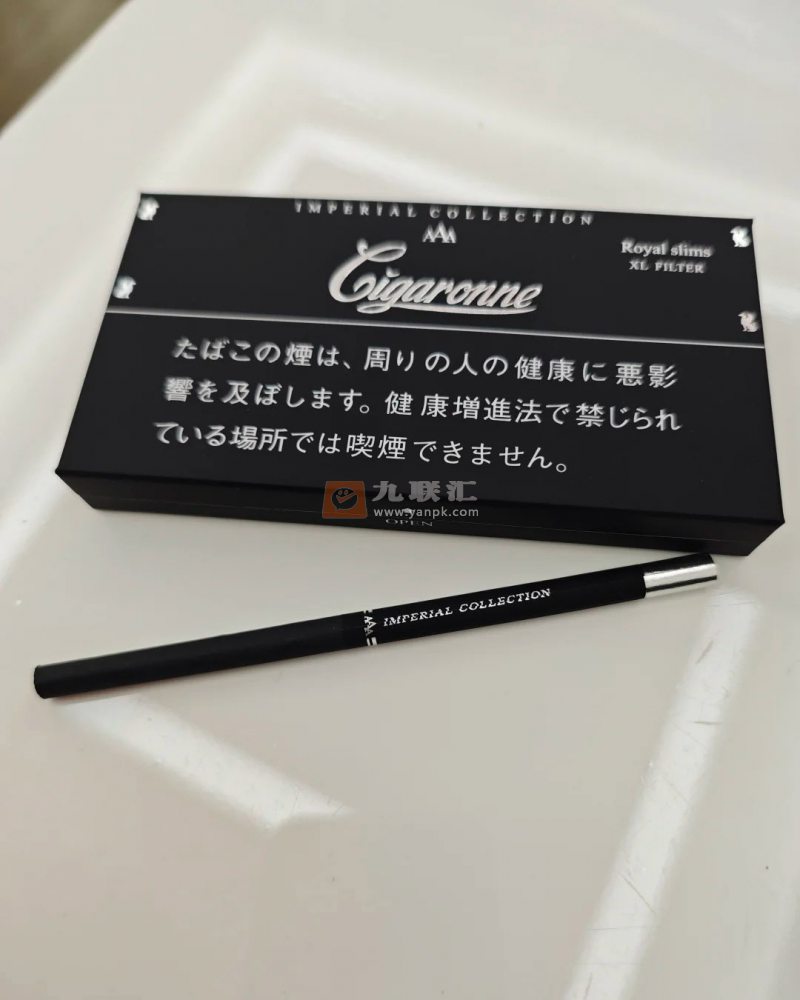 IMPERIAL COLLECTION
Cigaronne
Royal slims
XL FILTER
たばこの煙は、周りの人の健康に悪影
響を及ぼします。健康増進法で禁じられ
ている場所では喫煙できません。
九联汇
www.yanpk.com
OPEN
IMPERIAL COLLECTION